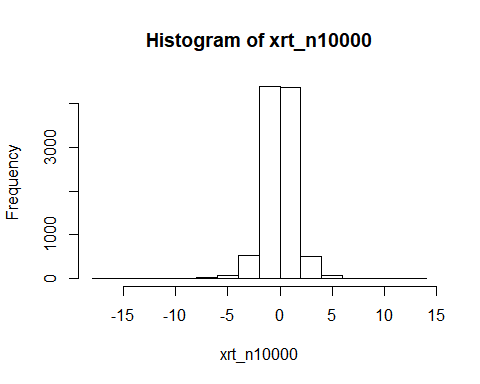 Histogram of xrt_n10000
Frequency
3000
1000
0
-15 -10 -5 0 5 10 15
xrt_n10000